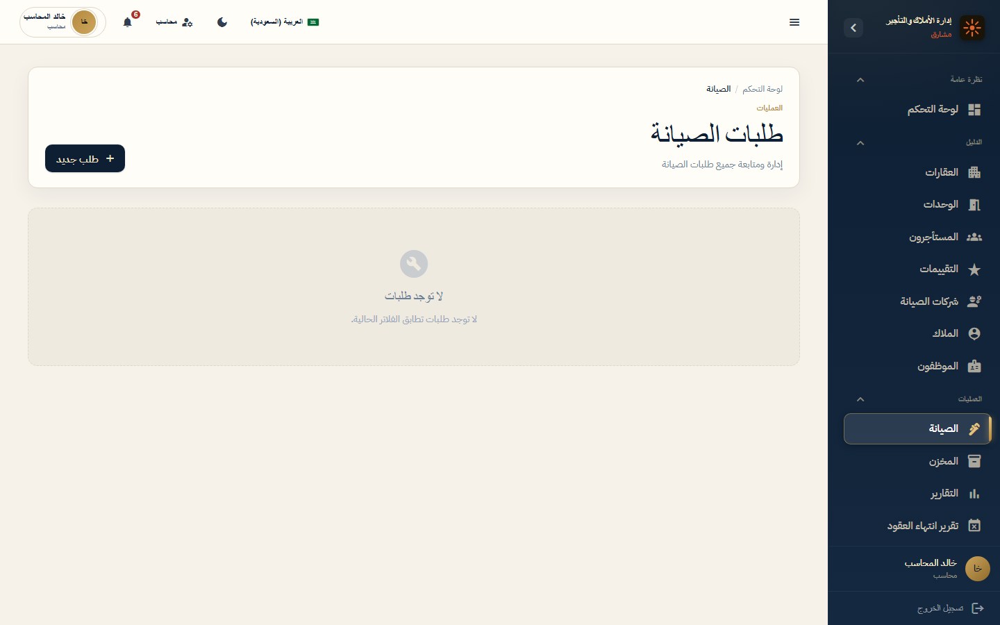 إدارة الأملاك والتأجير
مشارق
نظرة عامة
لوحة التحكم
الدليل
العقارات
الوحدات
المستأجرون
التقييمات
شركات الصيانة
الملاك
الموظفون
العمليات
الصيانة
المخزن
التقارير
تقرير انتهاء العقود
خا
خالد المحاسب
محاسب
تسجيل الخروج
العربية (السعودية)
محاسب
6
خا
خالد المحاسب
محاسب
لوحة التحكم / الصيانة
العمليات
طلبات الصيانة
إدارة ومتابعة جميع طلبات الصيانة
+ طلب جديد
لا توجد طلبات
لا توجد طلبات تطابق الفلاتر الحالية.